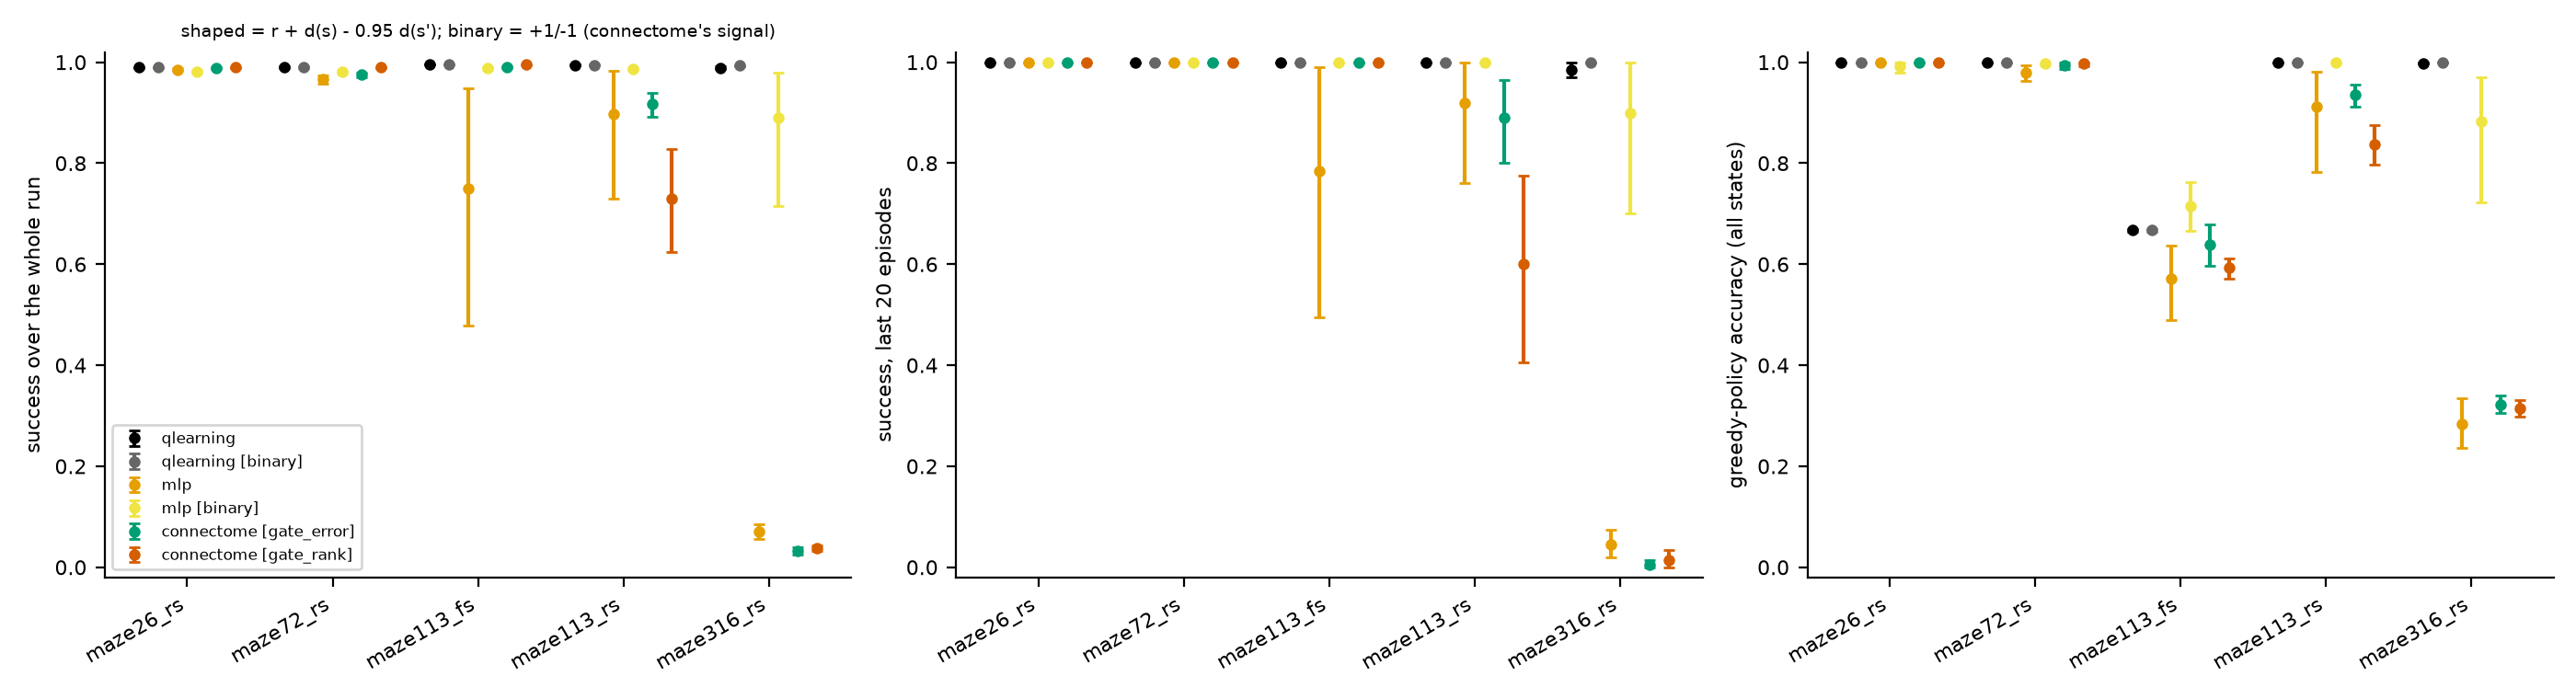 shaped = r + d(s) - 0.95 d(s'); binary = +1/-1 (connectome's signal)
success over the whole run
1.0
0.8
0.6
0.4
0.2
0.0
qlearning
qlearning [binary]
mlp
mlp [binary]
connectome [gate_error]
connectome [gate_rank]
maze26_rs
maze72_rs
maze113_fs
maze113_rs
maze316_rs
success, last 20 episodes
1.0
0.8
0.6
0.4
0.2
0.0
maze26_rs
maze72_rs
maze113_fs
maze113_rs
maze316_rs
greedy-policy accuracy (all states)
1.0
0.8
0.6
0.4
0.2
0.0
maze26_rs
maze72_rs
maze113_fs
maze113_rs
maze316_rs